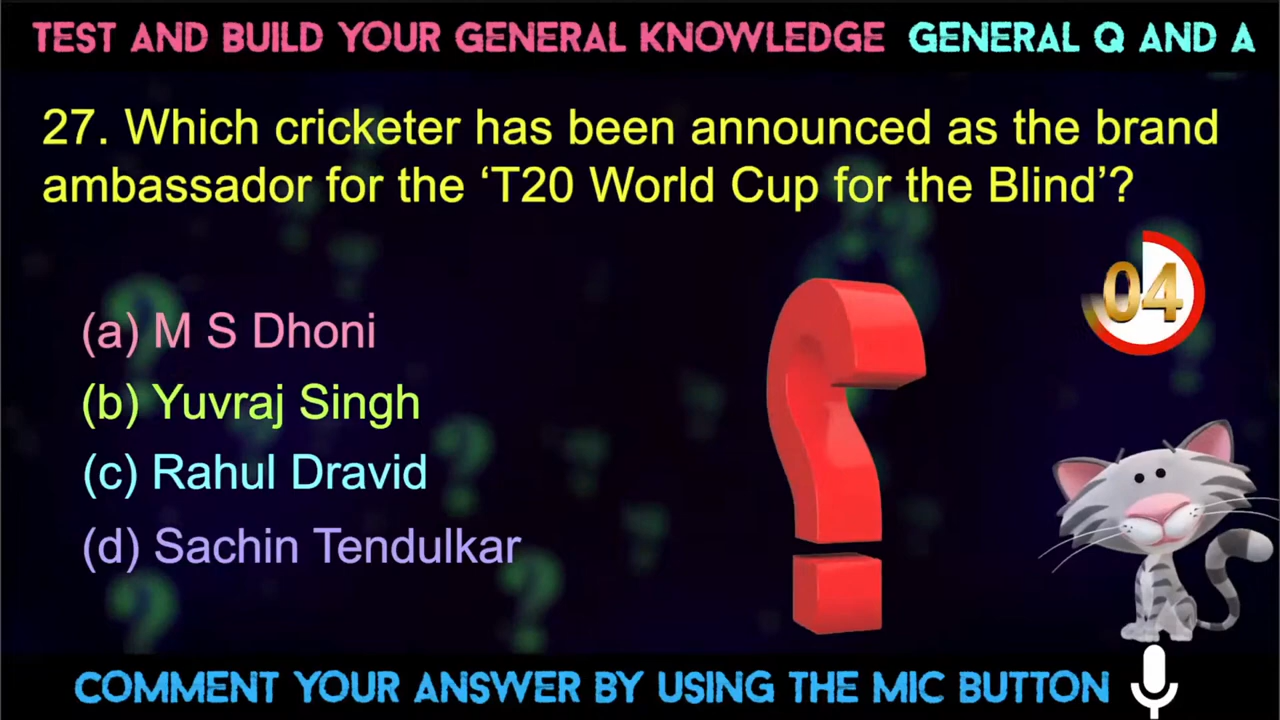 TEST AND BUILD YOUR GENERAL KNOWLEDGE GENERAL Q AND A
27. Which cricketer has been announced as the brand
ambassador for the ‘T20 World Cup for the Blind’?
04
(a) M S Dhoni
(b) Yuvraj Singh
(c) Rahul Dravid
(d) Sachin Tendulkar
COMMENT YOUR ANSWER BY USING THE MIC BUTTON